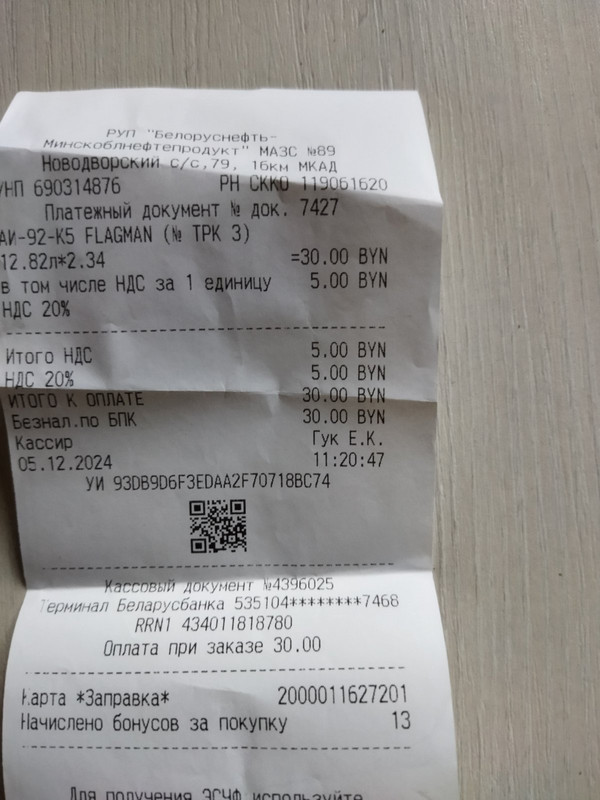 РУП "Белоруснефть-
Минскоблнефтепродукт" МАЗС №89
Новодворский с/с,79, 16км МКАД
УНП 690314876 РН СККО 119061620
Платежный документ № док. 7427
АИ-92-К5 FLAGMAN (№ ТРК 3)
12.82л*2.34 =30.00 BYN
в том числе НДС за 1 единицу 5.00 BYN
НДС 20%
Итого НДС 5.00 BYN
НДС 20% 5.00 BYN
ИТОГО К ОПЛАТЕ 30.00 BYN
Безнал.по БПК 30.00 BYN
Кассир Гук Е.К.
05.12.2024 11:20:47
УИ 93DB9D6F3EDAA2F70718BC74
Кассовый документ №4396025
Терминал Беларусбанка 535104********7468
RRN1 434011818780
Оплата при заказе 30.00
Карта *Заправка* 2000011627201
Начислено бонусов за покупку 13
Для получения ЭСЧФ используйте